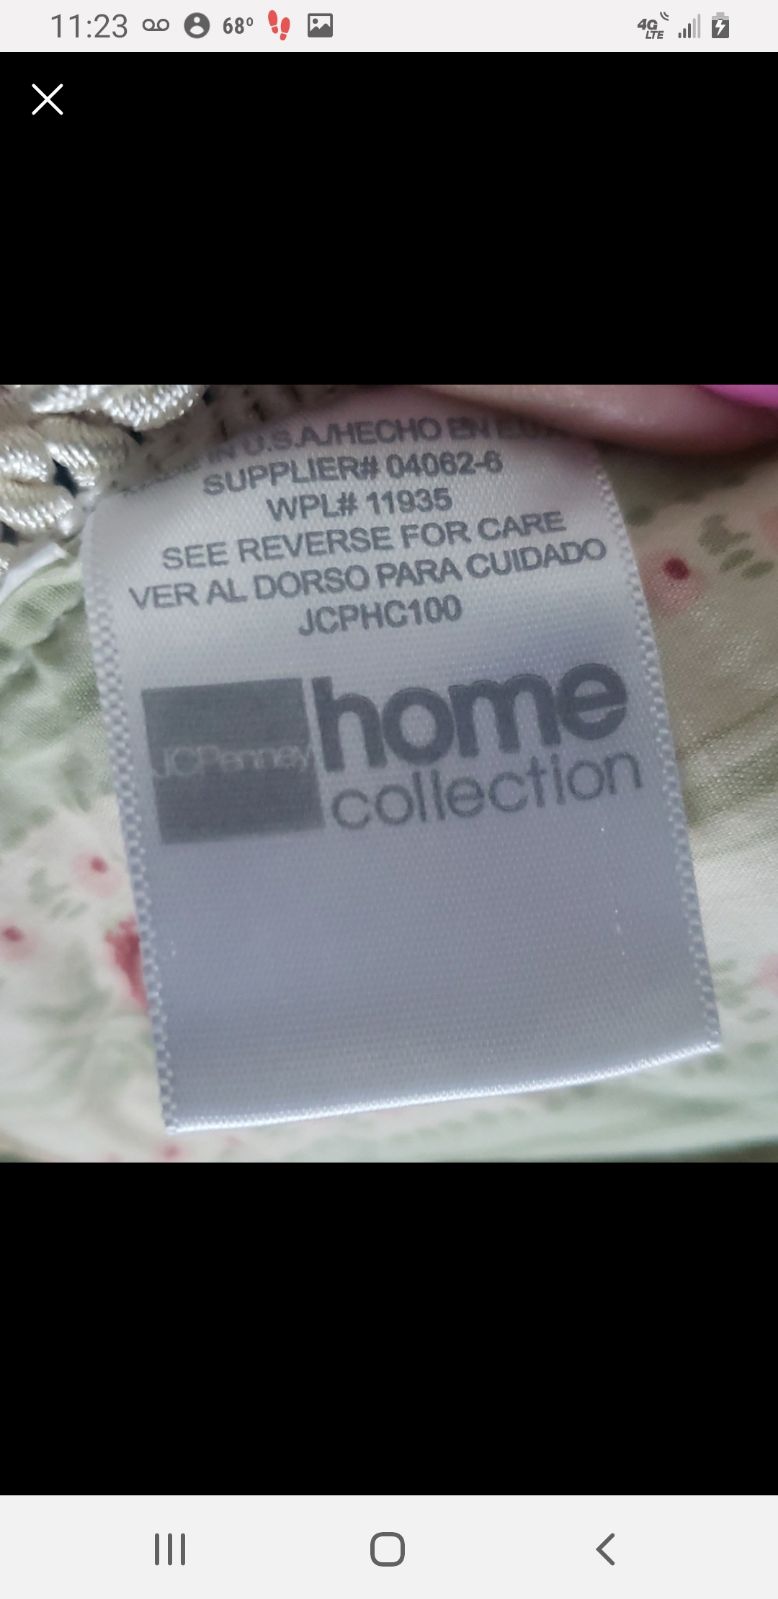 11:23 68°
4G
LTE
IN U.S.A/HECHO EN
SUPPLIER# 04062-6
WPL# 11935
SEE REVERSE FOR CARE
VER AL DORSO PARA CUIDADO
JCPHC100
JCPenney home
collection